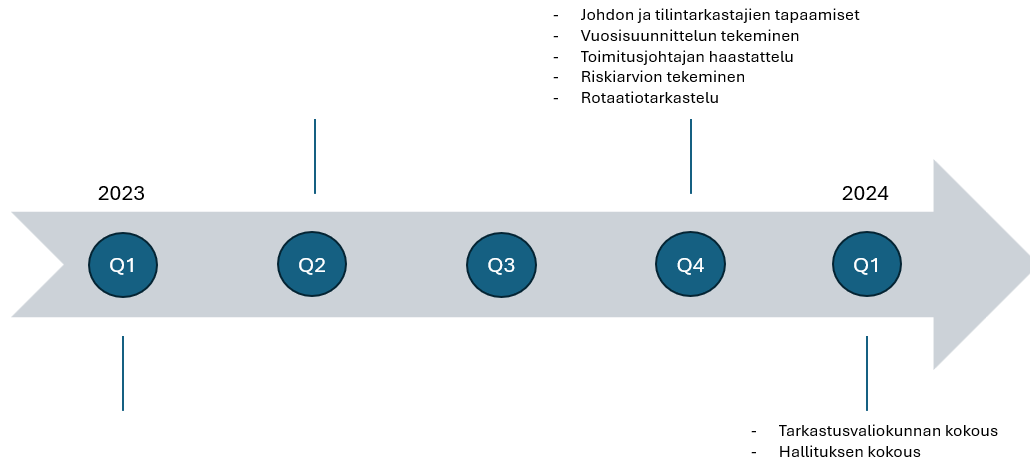 - Johdon ja tilintarkastajien tapaamiset
- Vuosisuunnittelun tekeminen
- Toimitusjohtajan haastattelu
- Riskiarvion tekeminen
- Rotaatiotarkastelu
2023
2024
Q1
Q2
Q3
Q4
Q1
- Tarkastusvaliokunnan kokous
- Hallituksen kokous